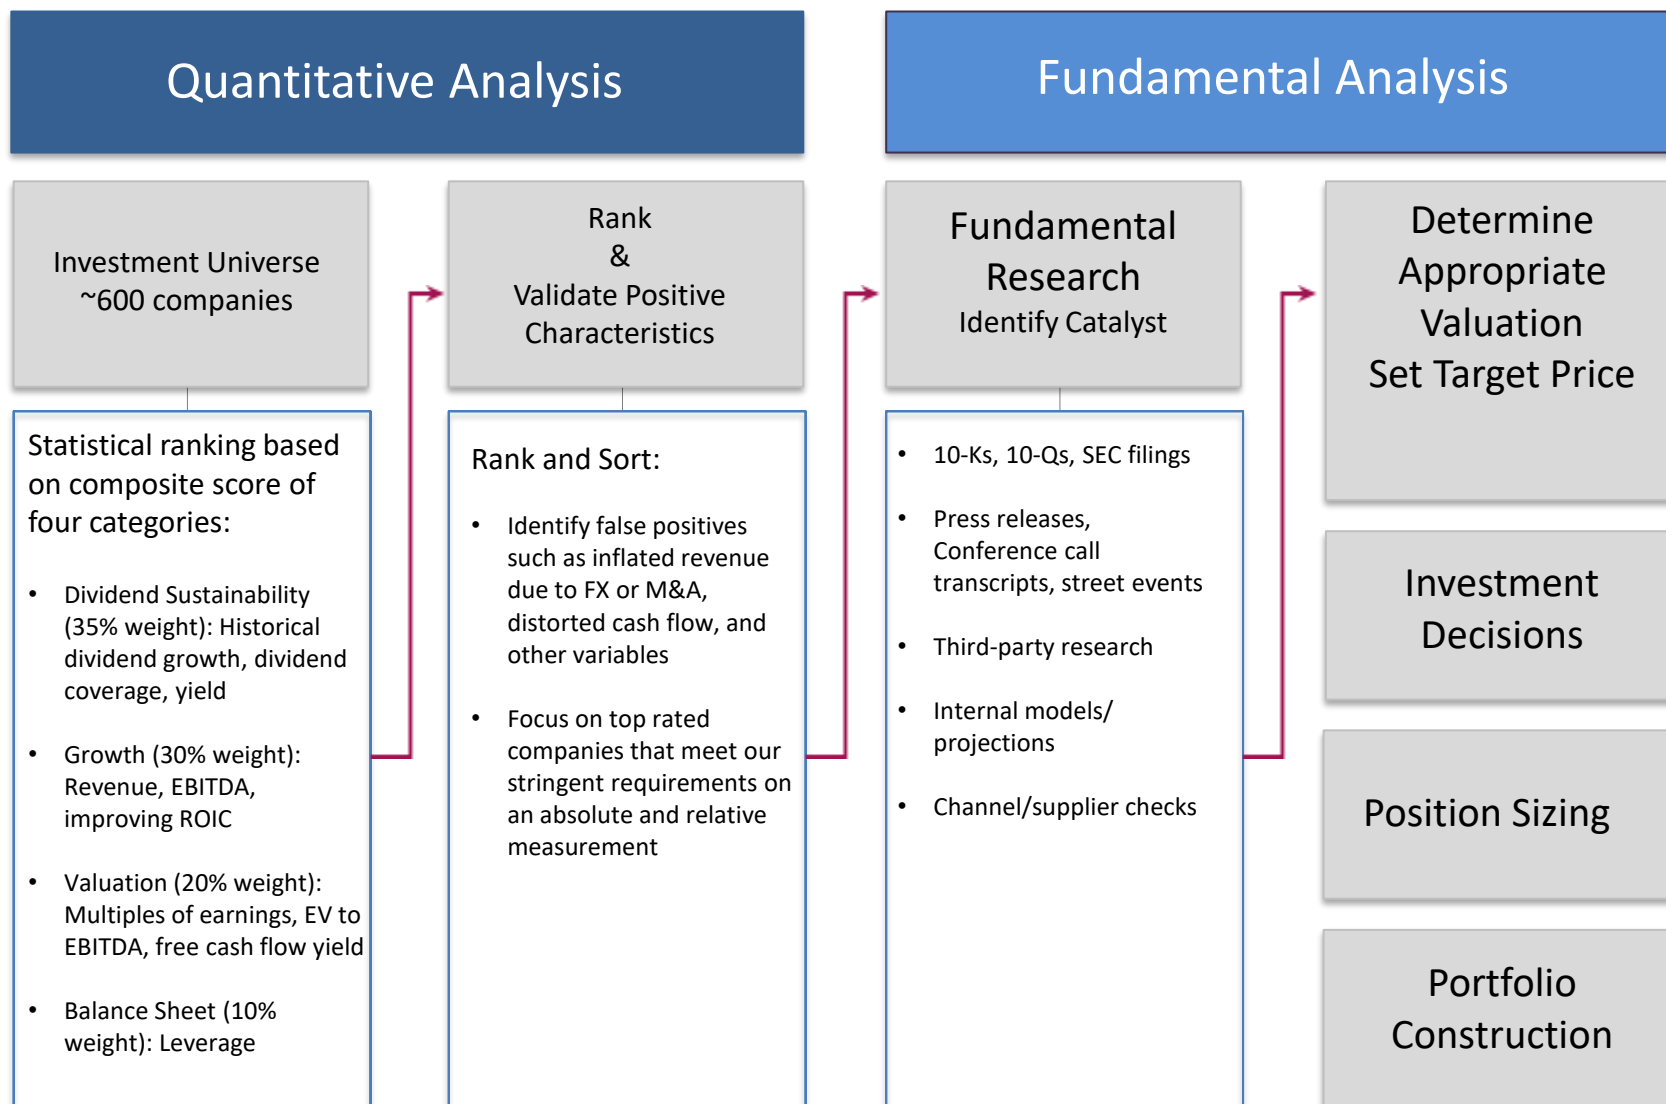 Quantitative Analysis
Fundamental Analysis
Investment Universe
~600 companies
Rank
&
Validate Positive
Characteristics
Fundamental
Research
Identify Catalyst
Determine
Appropriate
Valuation
Set Target Price
Statistical ranking based
on composite score of
four categories:
• Dividend Sustainability
(35% weight): Historical
dividend growth, dividend
coverage, yield
• Growth (30% weight):
Revenue, EBITDA,
improving ROIC
• Valuation (20% weight):
Multiples of earnings, EV to
EBITDA, free cash flow yield
• Balance Sheet (10%
weight): Leverage
Rank and Sort:
• Identify false positives
such as inflated revenue
due to FX or M&A,
distorted cash flow, and
other variables
• Focus on top rated
companies that meet our
stringent requirements on
an absolute and relative
measurement
• 10-Ks, 10-Qs, SEC filings
• Press releases,
Conference call
transcripts, street events
• Third-party research
• Internal models/
projections
• Channel/supplier checks
Investment
Decisions
Position Sizing
Portfolio
Construction